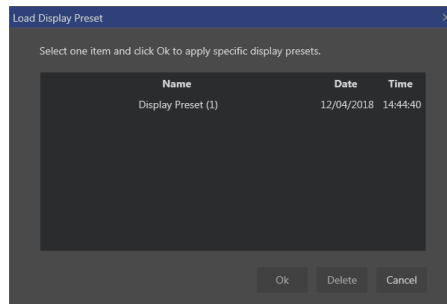 Load Display Preset
Select one item and click Ok to apply specific display presets.
Name Date Time
Display Preset (1) 12/04/2018 14:44:40
Ok Delete Cancel